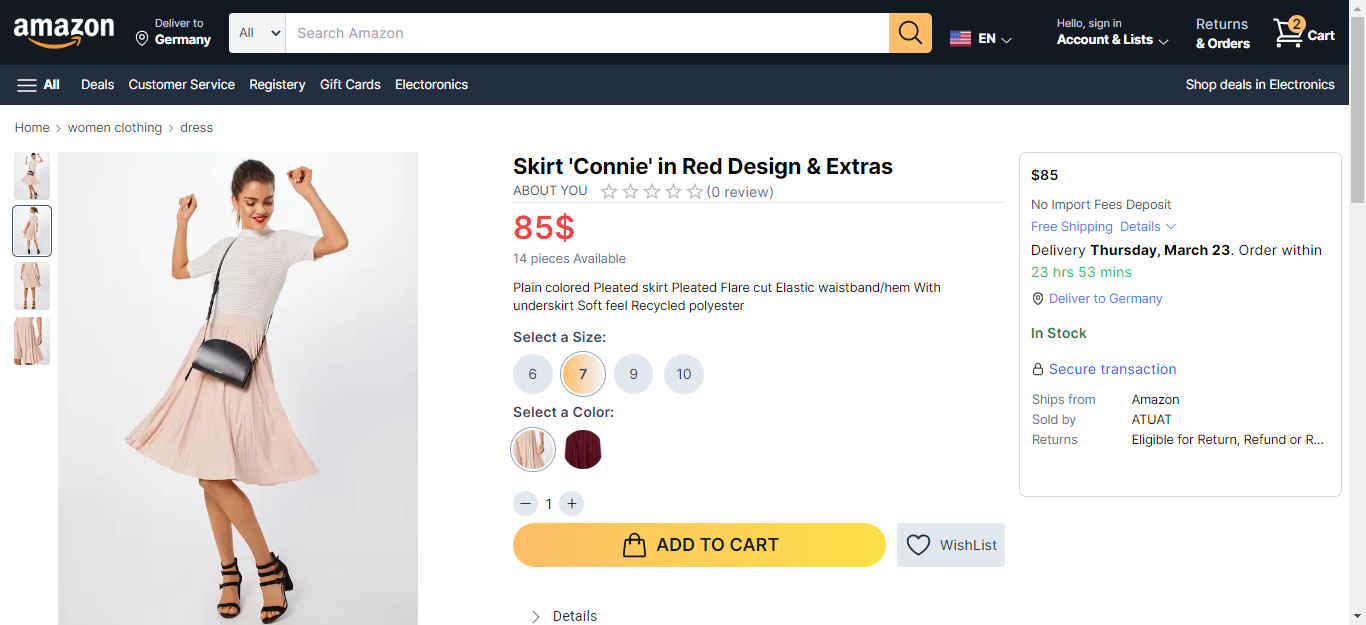 amazon
Deliver to
Germany
All
Search Amazon
EN
Hello, sign in
Account & Lists
Returns
& Orders
2
Cart
All
Deals
Customer Service
Registery
Gift Cards
Electoronics
Shop deals in Electronics
Home > women clothing > dress
Skirt 'Connie' in Red Design & Extras
ABOUT YOU
(0 review)
85$
14 pieces Available
Plain colored Pleated skirt Pleated Flare cut Elastic waistband/hem With
underskirt Soft feel Recycled polyester
Select a Size:
6 7 9 10
Select a Color:
− 1 +
ADD TO CART
WishList
Details
$85
No Import Fees Deposit
Free Shipping Details
Delivery Thursday, March 23. Order within
23 hrs 53 mins
Deliver to Germany
In Stock
Secure transaction
Ships from Amazon
Sold by ATUAT
Returns Eligible for Return, Refund or R...